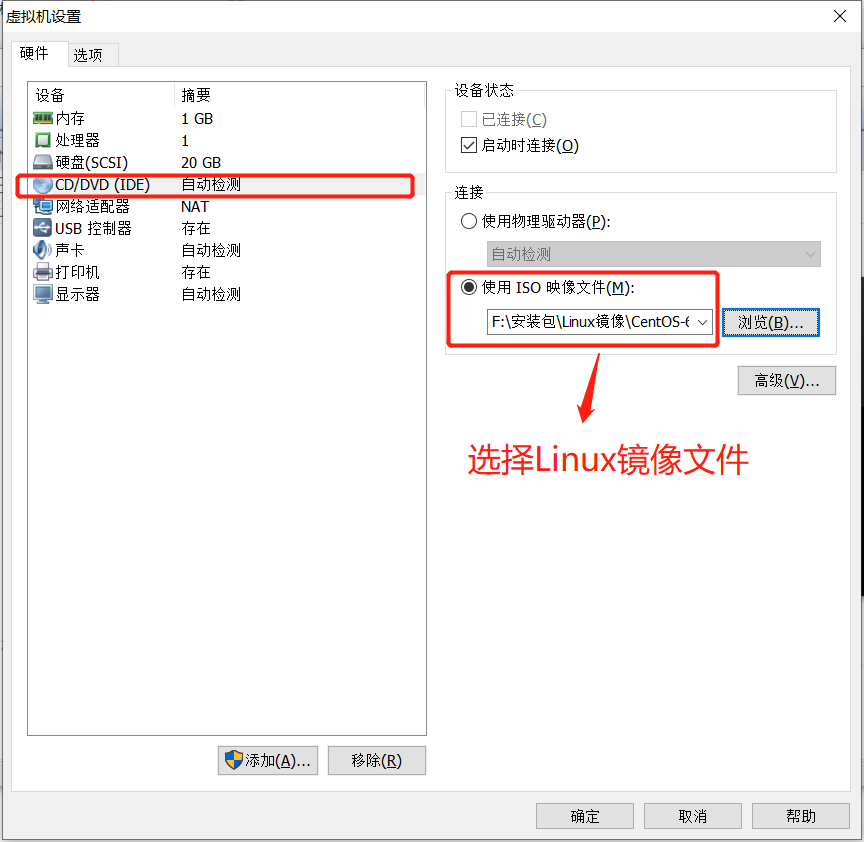 虚拟机设置
硬件 选项
设备 摘要
内存 1 GB
处理器 1
硬盘(SCSI) 20 GB
CD/DVD (IDE) 自动检测
网络适配器 NAT
USB 控制器 存在
声卡 自动检测
打印机 存在
显示器 自动检测
添加(A)... 移除(R)
设备状态
已连接(C)
启动时连接(O)
连接
使用物理驱动器(P):
自动检测
使用 ISO 映像文件(M):
F:\安装包\Linux镜像\CentOS-6 浏览(B)...
高级(V)...
选择Linux镜像文件
确定 取消 帮助